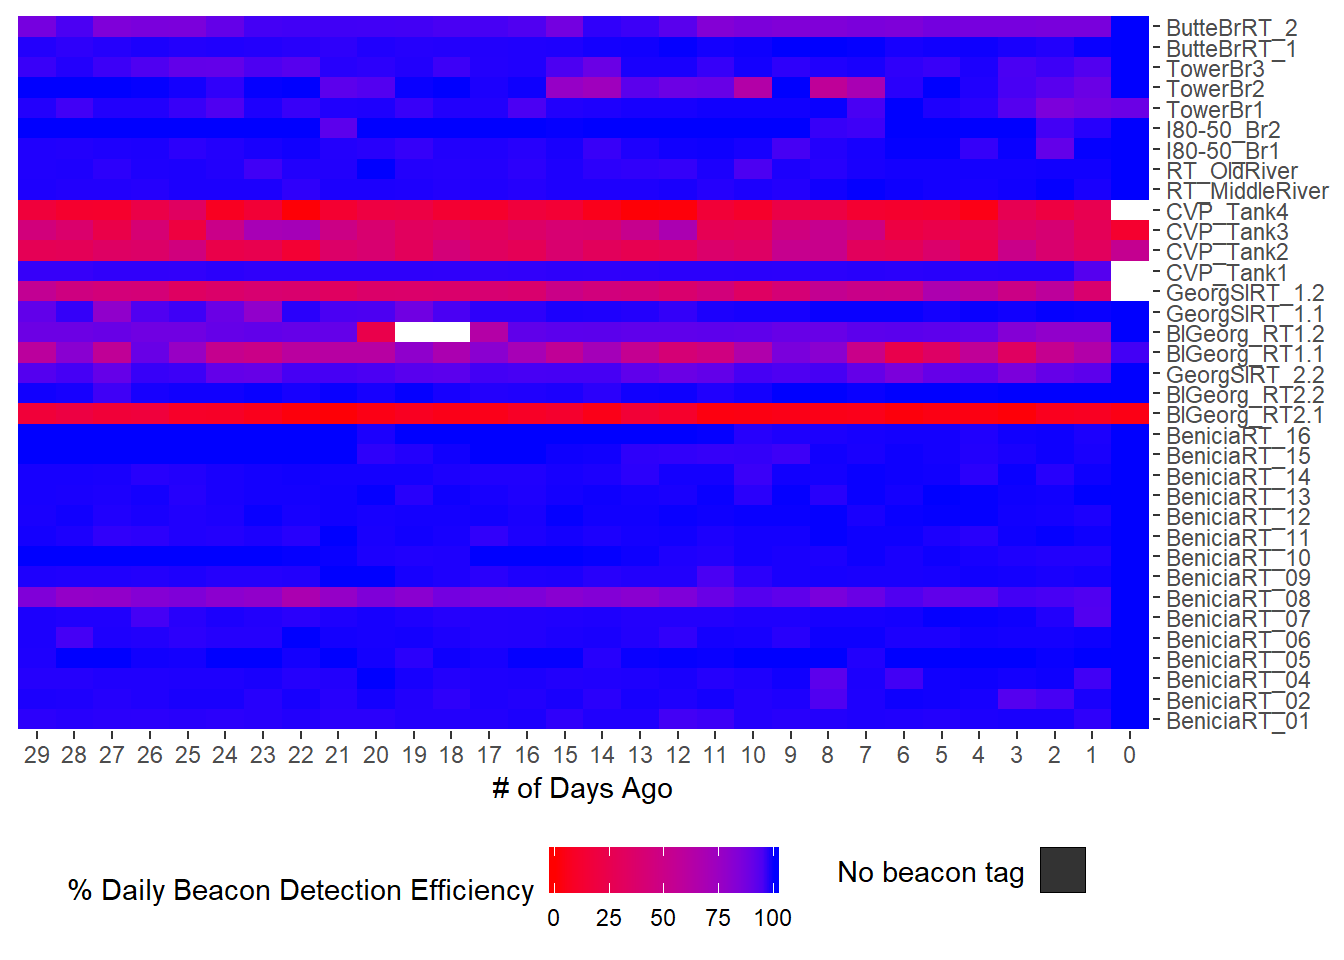 ButteBrRT_2
ButteBrRT_1
TowerBr3
TowerBr2
TowerBr1
I80-50_Br2
I80-50_Br1
RT_OldRiver
RT_MiddleRiver
CVP_Tank4
CVP_Tank3
CVP_Tank2
CVP_Tank1
GeorgSlRT_1.2
GeorgSlRT_1.1
BlGeorg_RT1.2
BlGeorg_RT1.1
GeorgSlRT_2.2
BlGeorg_RT2.2
BlGeorg_RT2.1
BeniciaRT_16
BeniciaRT_15
BeniciaRT_14
BeniciaRT_13
BeniciaRT_12
BeniciaRT_11
BeniciaRT_10
BeniciaRT_09
BeniciaRT_08
BeniciaRT_07
BeniciaRT_06
BeniciaRT_05
BeniciaRT_04
BeniciaRT_02
BeniciaRT_01
29 28 27 26 25 24 23 22 21 20 19 18 17 16 15 14 13 12 11 10 9 8 7 6 5 4 3 2 1 0
# of Days Ago
% Daily Beacon Detection Efficiency
0 25 50 75 100
No beacon tag